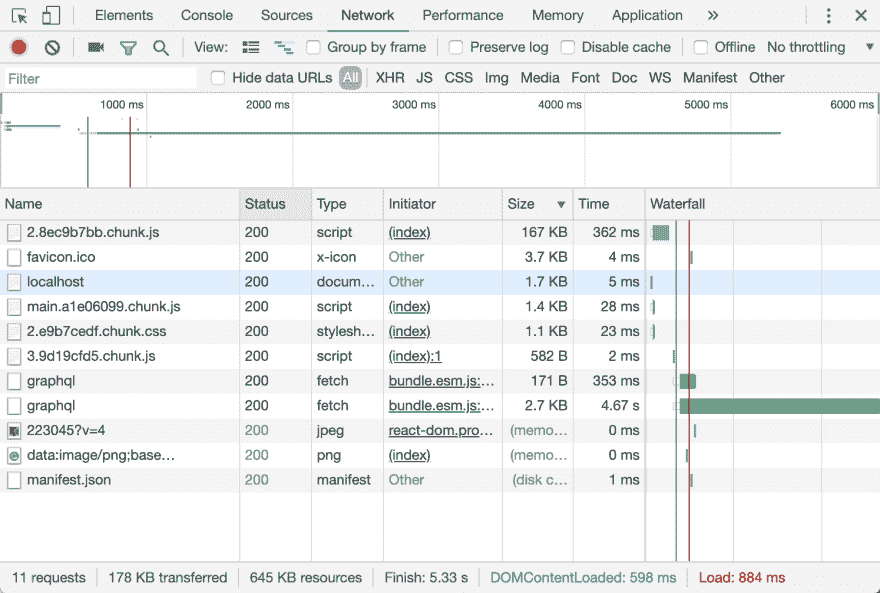 Elements Console Sources Network Performance Memory Application »
View: Group by frame Preserve log Disable cache Offline No throttling ▼
Filter Hide data URLs All XHR JS CSS Img Media Font Doc WS Manifest Other
1000 ms 2000 ms 3000 ms 4000 ms 5000 ms 6000 ms
Name Status Type Initiator Size ▼ Time Waterfall
2.8ec9b7bb.chunk.js 200 script (index) 167 KB 362 ms
favicon.ico 200 x-icon Other 3.7 KB 4 ms
localhost 200 docum... Other 1.7 KB 5 ms
main.a1e06099.chunk.js 200 script (index) 1.4 KB 28 ms
2.e9b7cedf.chunk.css 200 stylesh... (index) 1.1 KB 23 ms
3.9d19cfd5.chunk.js 200 script (index):1 582 B 2 ms
graphql 200 fetch bundle.esm.js:... 171 B 353 ms
graphql 200 fetch bundle.esm.js:... 2.7 KB 4.67 s
223045?v=4 200 jpeg react-dom.pro... (memo... 0 ms
data:image/png;base... 200 png (index) (memo... 0 ms
manifest.json 200 manifest Other (disk c... 1 ms
11 requests 178 KB transferred 645 KB resources Finish: 5.33 s DOMContentLoaded: 598 ms Load: 884 ms